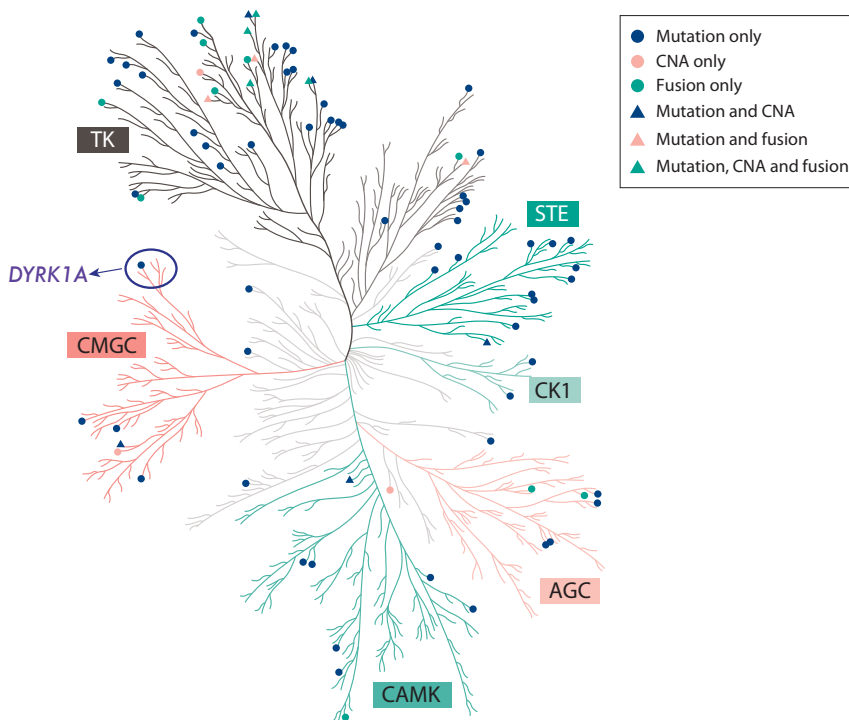 Mutation only
CNA only
Fusion only
Mutation and CNA
Mutation and fusion
Mutation, CNA and fusion
TK
STE
DYRK1A
CMGC
CK1
AGC
CAMK